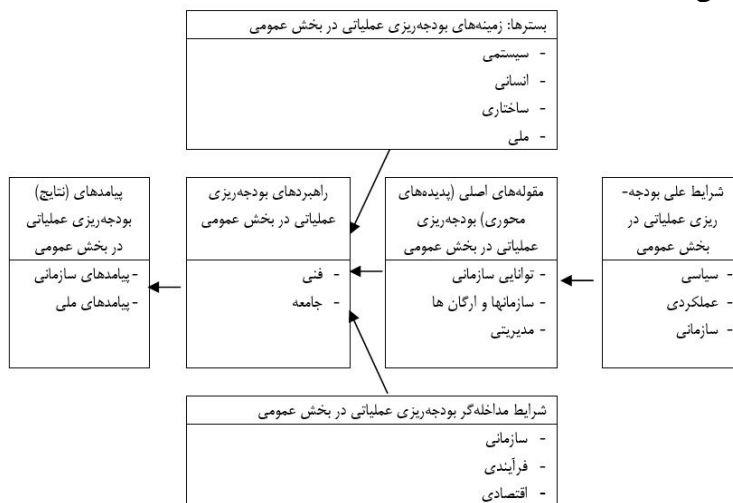 بسترها: زمینه‌های بودجه‌ریزی عملیاتی در بخش عمومی
- سیستمی
- انسانی
- ساختاری
- ملی
شرایط علی بودجه-
ریزی عملیاتی در
بخش عمومی
- سیاسی
- عملکردی
- سازمانی
مقوله‌های اصلی (پدیده‌های
محوری) بودجه‌ریزی
عملیاتی در بخش عمومی
- توانایی سازمانی
- سازمانها و ارگان ها
- مدیریتی
راهبردهای بودجه‌ریزی
عملیاتی در بخش عمومی
- فنی
- جامعه
پیامدهای (نتایج)
بودجه‌ریزی عملیاتی
در بخش عمومی
-پیامدهای سازمانی
-پیامدهای ملی
شرایط مداخله‌گر بودجه‌ریزی عملیاتی در بخش عمومی
- سازمانی
- فرآیندی
- اقتصادی